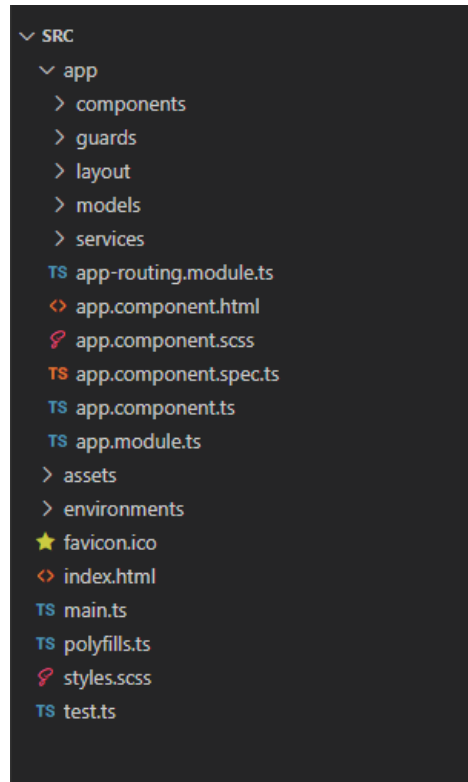 SRC
app
components
guards
layout
models
services
TS app-routing.module.ts
<> app.component.html
app.component.scss
TS app.component.spec.ts
TS app.component.ts
TS app.module.ts
assets
environments
favicon.ico
<> index.html
TS main.ts
TS polyfills.ts
styles.scss
TS test.ts